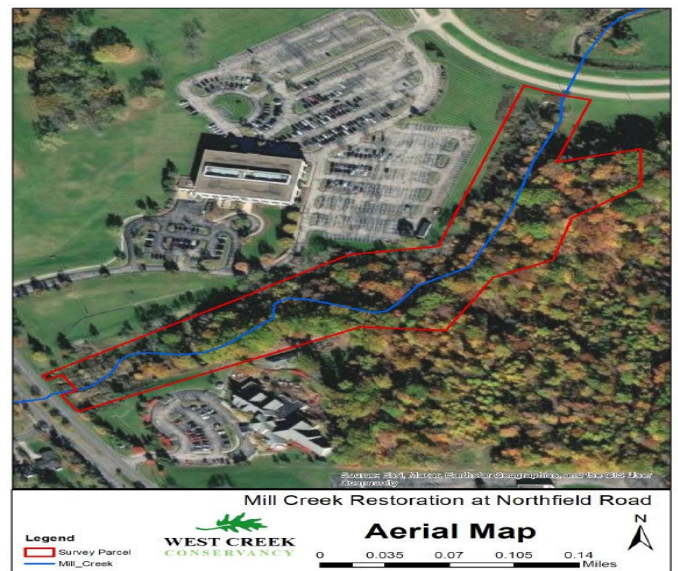 Sources: Esri, Maxar, Earthstar Geographics, and the GIS User
Community
Mill Creek Restoration at Northfield Road
Legend
Survey Parcel
Mill_Creek
WEST CREEK
CONSERVANCY
Aerial Map
0 0.035 0.07 0.105 0.14
Miles
N